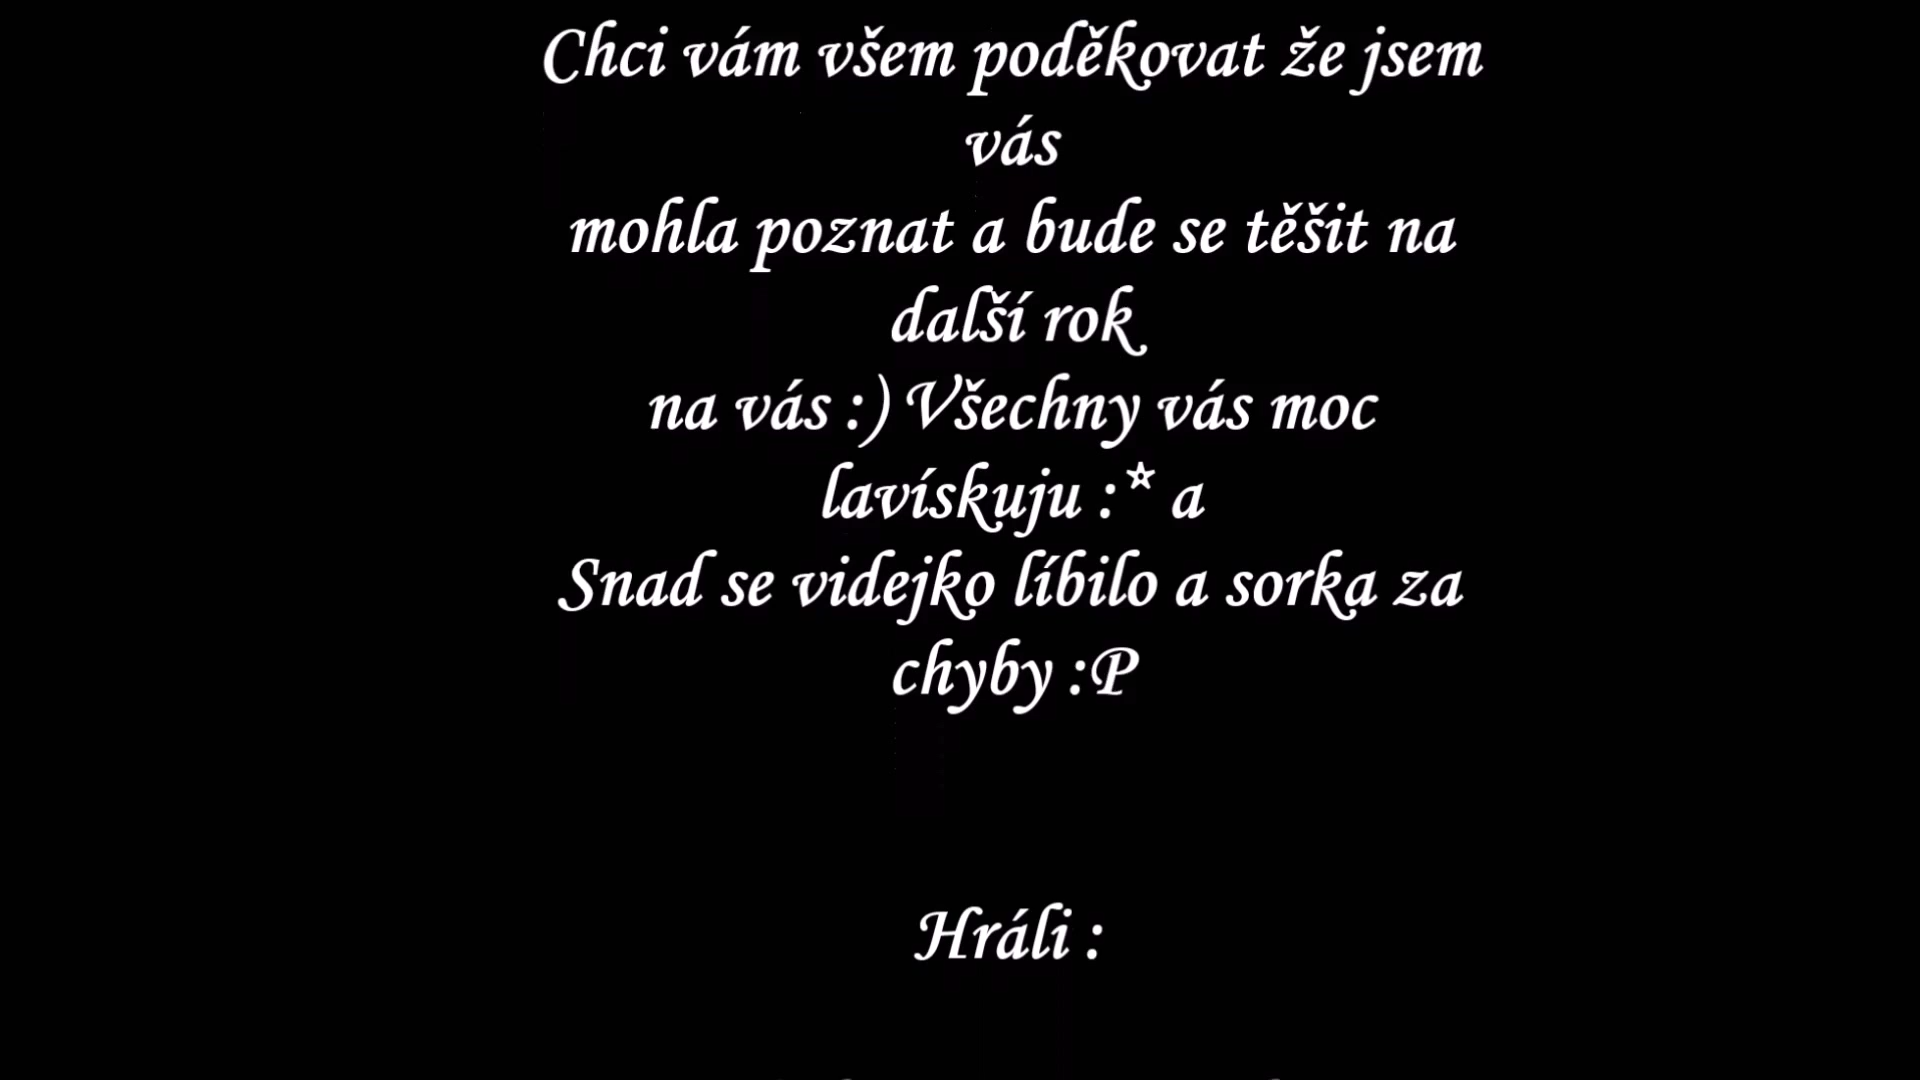 Chci vám všem poděkovat že jsem
vás
mohla poznat a bude se těšit na
další rok
na vás :) Všechny vás moc
lavískuju :* a
Snad se videjko líbilo a sorka za
chyby :P
Hráli :